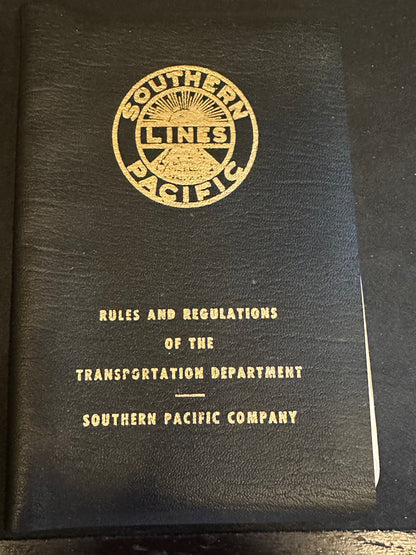 SOUTHERN
LINES
PACIFIC
RULES AND REGULATIONS
OF THE
TRANSPORTATION DEPARTMENT
SOUTHERN PACIFIC COMPANY